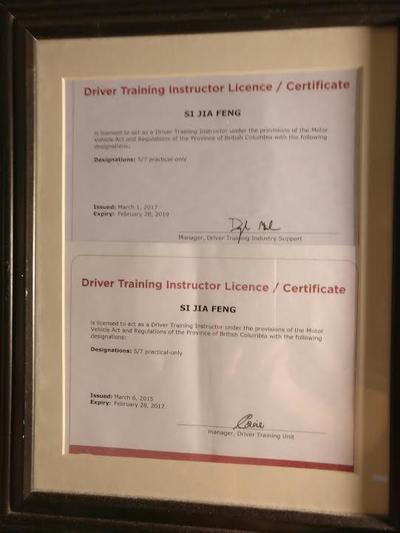 Driver Training Instructor Licence / Certificate
SI JIA FENG
is licensed to act as a Driver Training Instructor under the provisions of the Motor
Vehicle Act and Regulations of the Province of British Columbia with the following
designations:
Designations: 5/7 practical-only
Issued: March 1, 2017
Expiry: February 28, 2019
Manager, Driver Training Industry Support
Driver Training Instructor Licence / Certificate
SI JIA FENG
is licensed to act as a Driver Training Instructor under the provisions of the Motor
Vehicle Act and Regulations of the Province of British Columbia with the following
designations:
Designations: 5/7 practical-only
Issued: March 6, 2015
Expiry: February 28, 2017
manager, Driver Training Unit